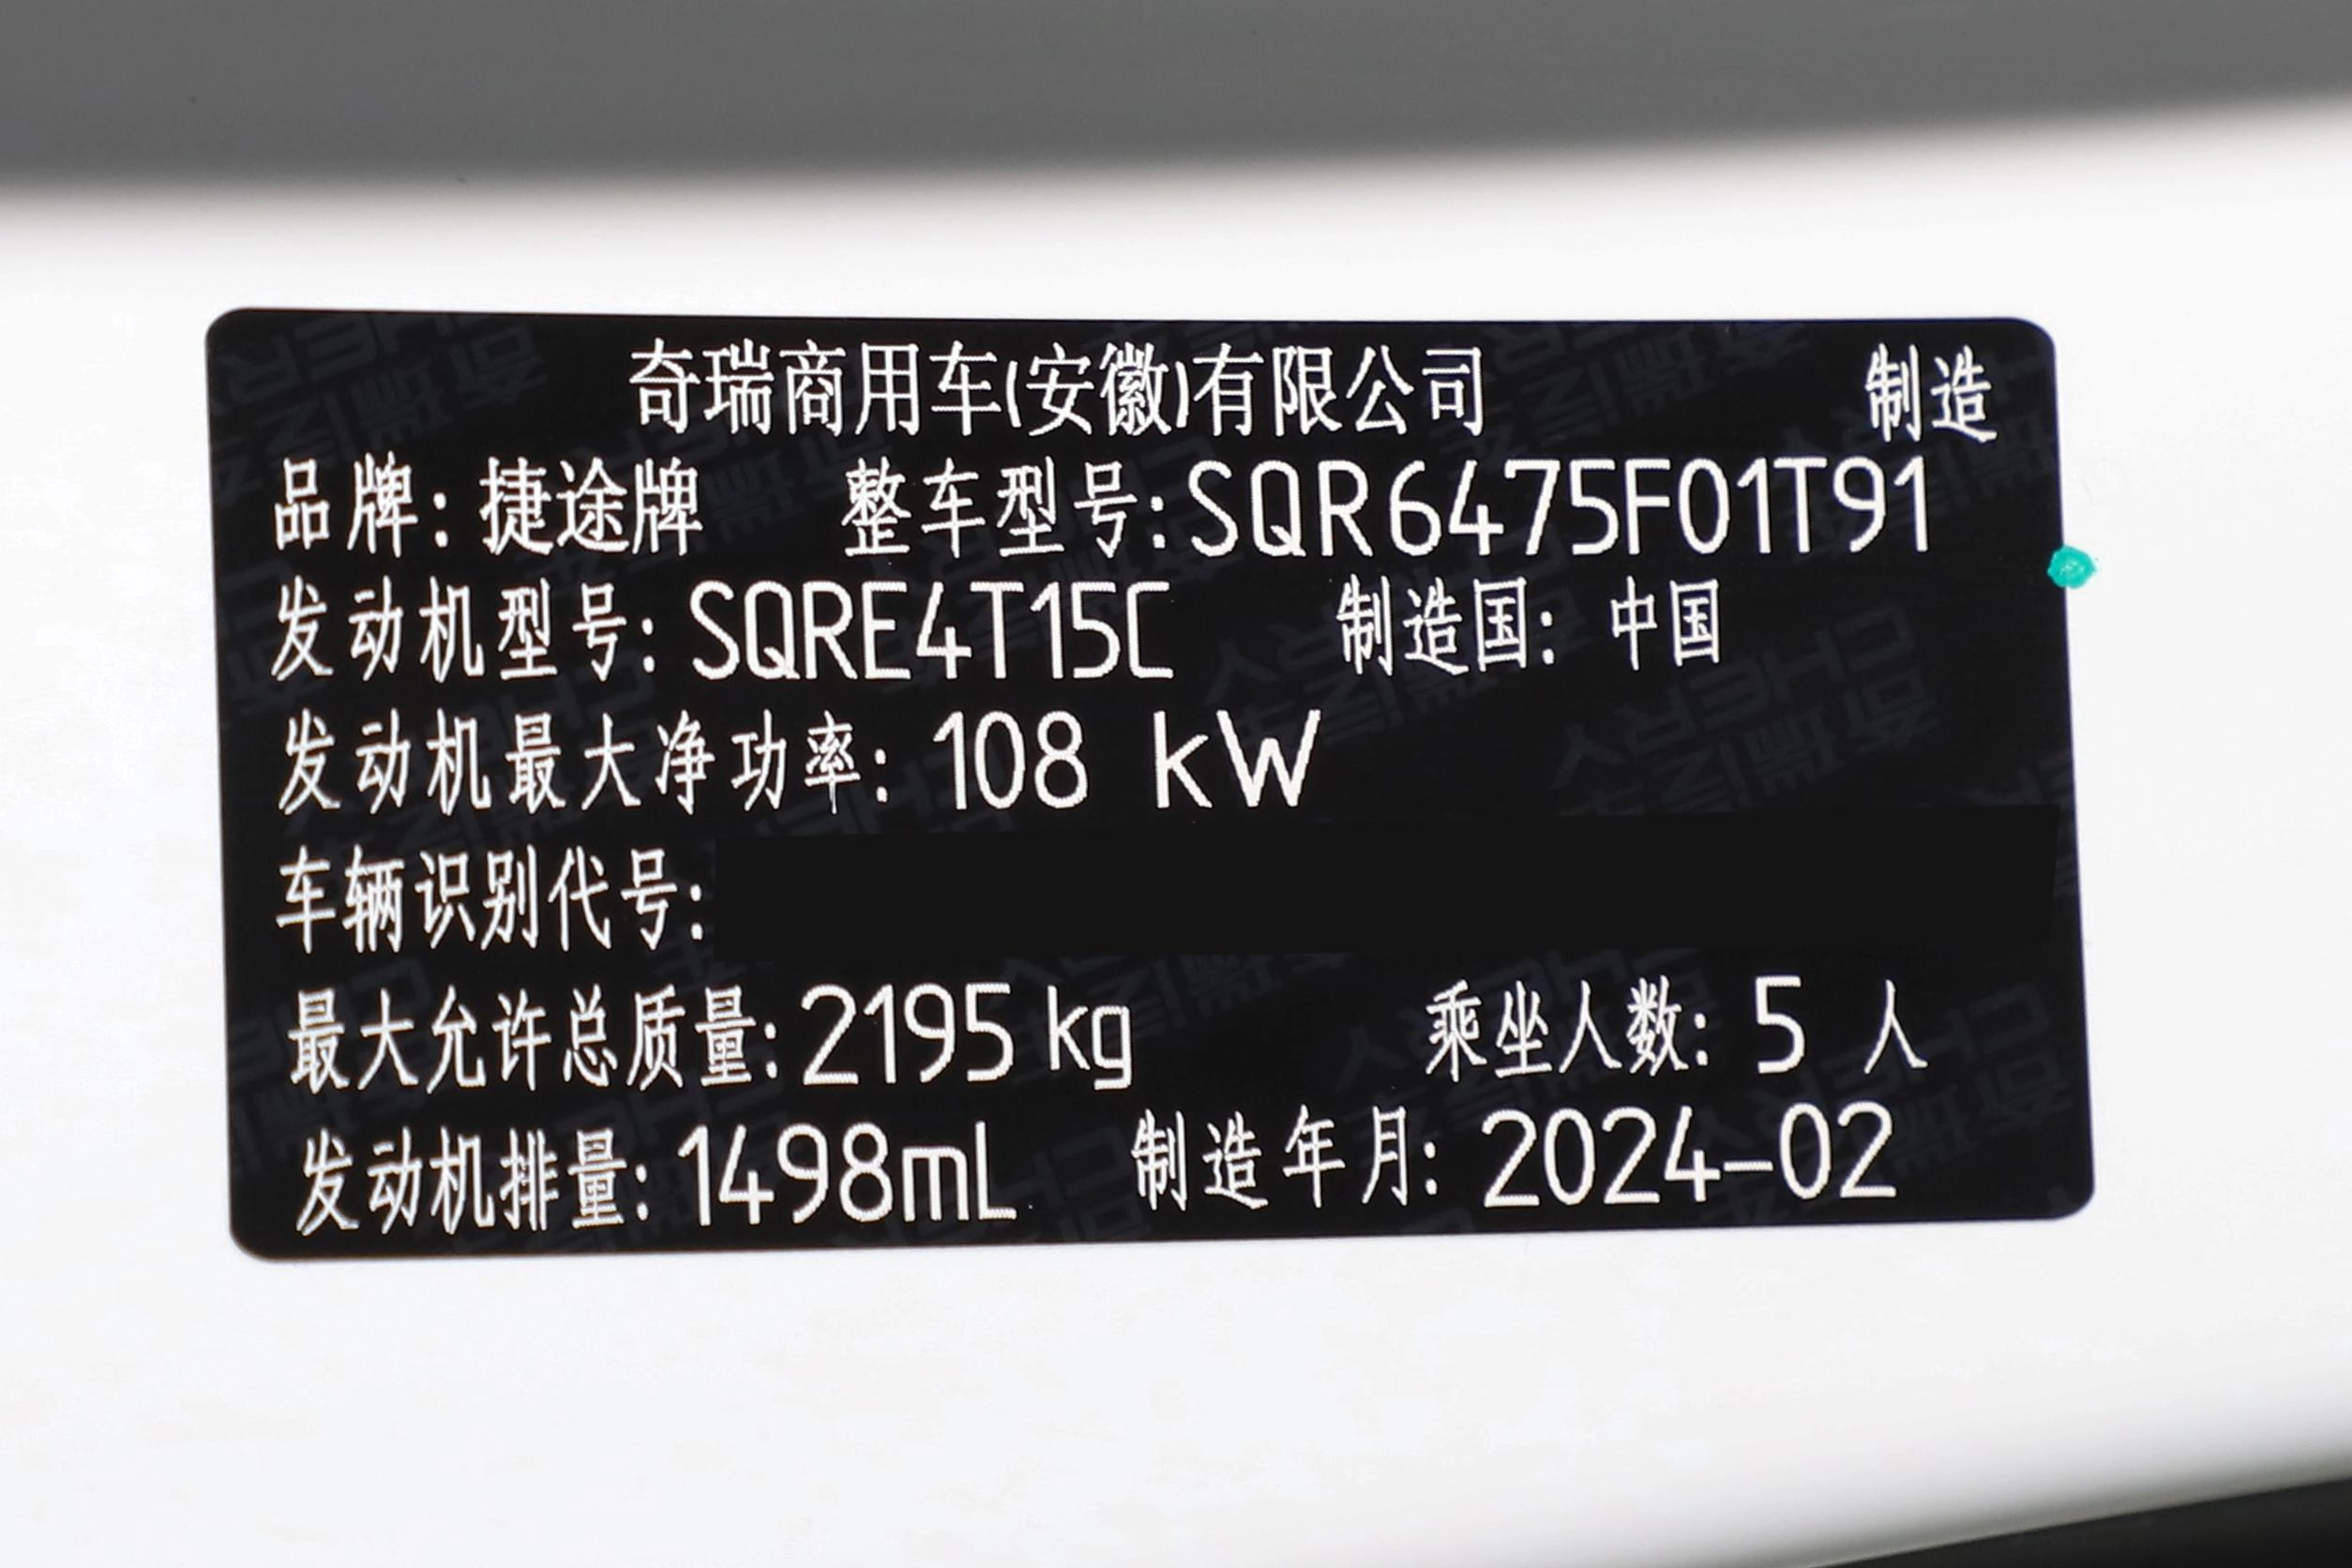 奇瑞商用车(安徽)有限公司 制造
品牌: 捷途牌 整车型号:SQR6475F01T91
发动机型号: SQRE4T15C 制造国: 中国
发动机最大净功率: 108 kW
车辆识别代号:
最大允许总质量: 2195 kg 乘坐人数: 5 人
发动机排量: 1498mL 制造年月: 2024-02